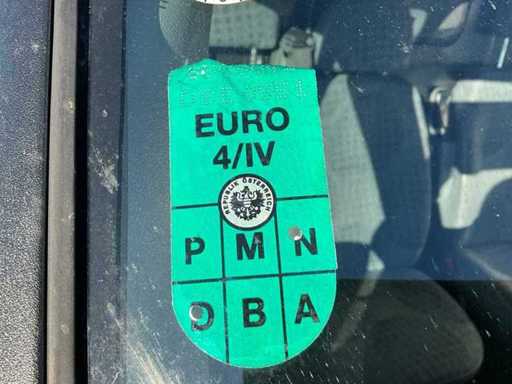 EURO
4/IV
REPUBLIK ÖSTERREICH
P M N
D B A